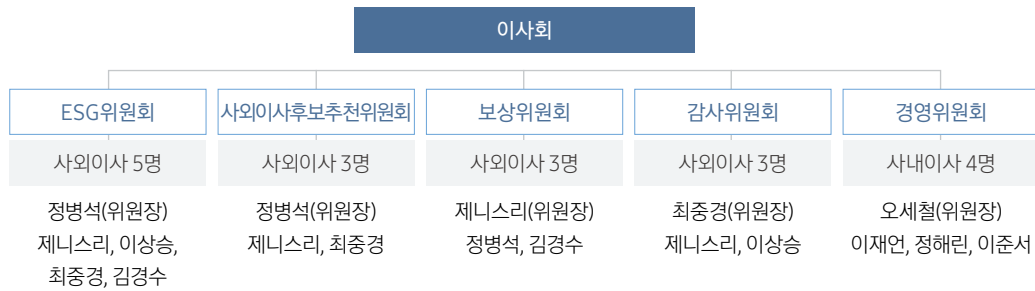 이사회
ESG위원회
사외이사 5명
정병석(위원장)
제니스리, 이상승,
최중경, 김경수
사외이사후보추천위원회
사외이사 3명
정병석(위원장)
제니스리, 최중경
보상위원회
사외이사 3명
제니스리(위원장)
정병석, 김경수
감사위원회
사외이사 3명
최중경(위원장)
제니스리, 이상승
경영위원회
사내이사 4명
오세철(위원장)
이재언, 정해린, 이준서